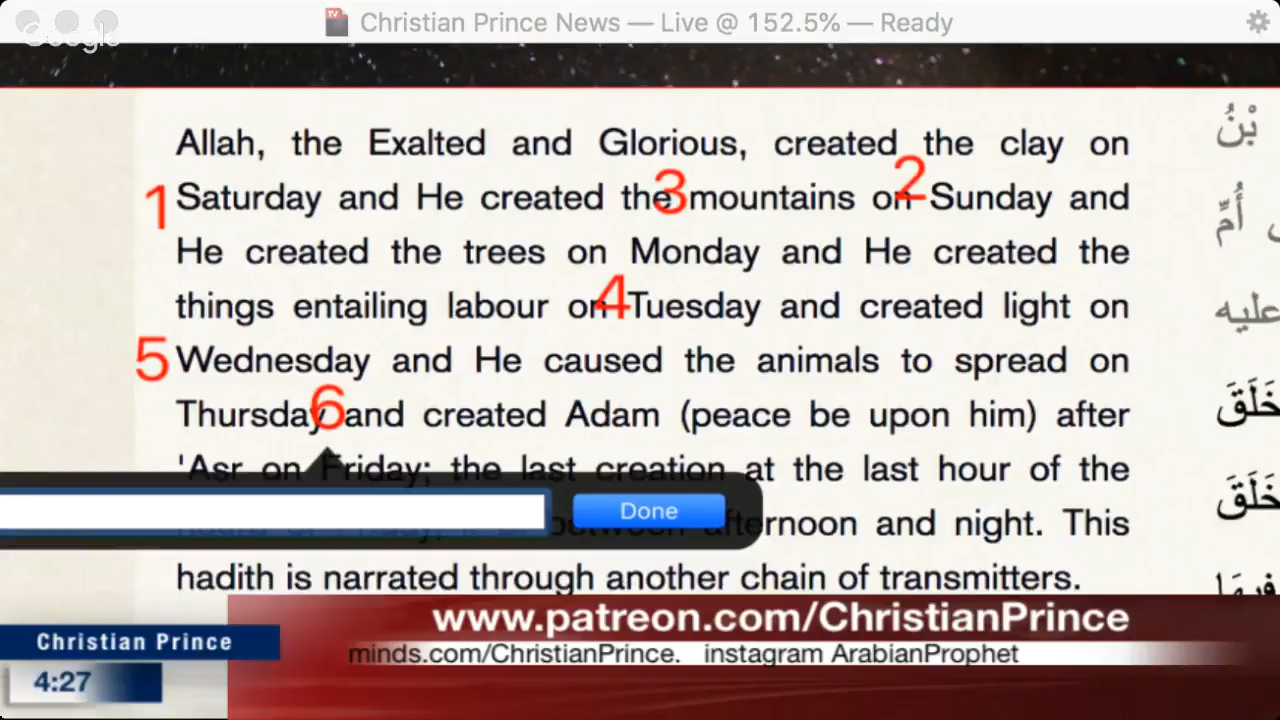 Christian Prince News — Live @ 152.5% — Ready
Google
Allah, the Exalted and Glorious, created the clay on
1 Saturday and He created the 3 mountains on 2 Sunday and
He created the trees on Monday and He created the
things entailing labour on 4 Tuesday and created light on
5 Wednesday and He caused the animals to spread on
Thursday 6 and created Adam (peace be upon him) after
'Asr on Friday; the last creation at the last hour of the
between afternoon and night. This
hadith is narrated through another chain of transmitters.
Done
بْنُ
أُمِّ
عليه
خَلَقَ
خَلَقَ
www.patreon.com/ChristianPrince
Christian Prince
minds.com/ChristianPrince. instagram ArabianProphet
4:27